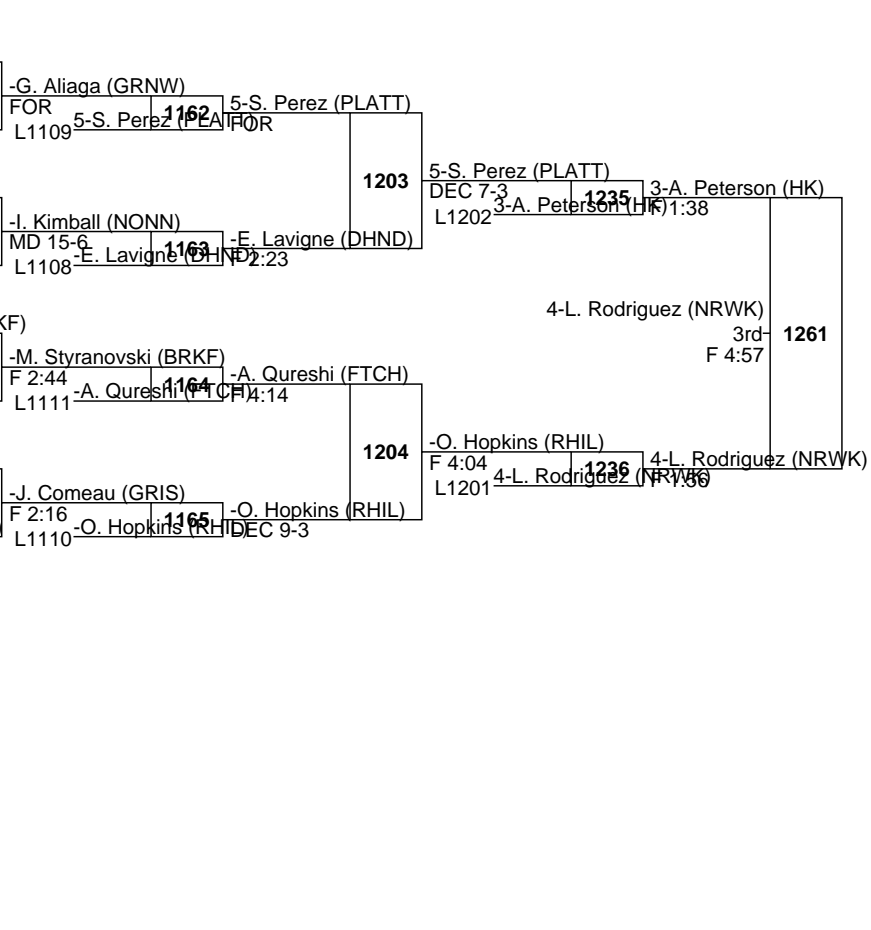 -G. Aliaga (GRNW)
FOR
L1109
5-S. Perez (PLATT)
1162
5-S. Perez (PLATT)
FOR
1203
5-S. Perez (PLATT)
DEC 7-3
L1202
3-A. Peterson (HK)
1235
3-A. Peterson (HK)
F 1:38
-I. Kimball (NONN)
MD 15-6
L1108
-E. Lavigne (DHND)
1163
-E. Lavigne (DHND)
F 2:23
4-L. Rodriguez (NRWK)
3rd
F 4:57
1261
KF)
-M. Styranovski (BRKF)
F 2:44
L1111
-A. Qureshi (FTCH)
1164
-A. Qureshi (FTCH)
F 4:14
1204
-O. Hopkins (RHIL)
F 4:04
L1201
4-L. Rodriguez (NRWK)
1236
4-L. Rodriguez (NRWK)
F 1:56
-J. Comeau (GRIS)
F 2:16
)
L1110
-O. Hopkins (RHIL)
1165
-O. Hopkins (RHIL)
DEC 9-3